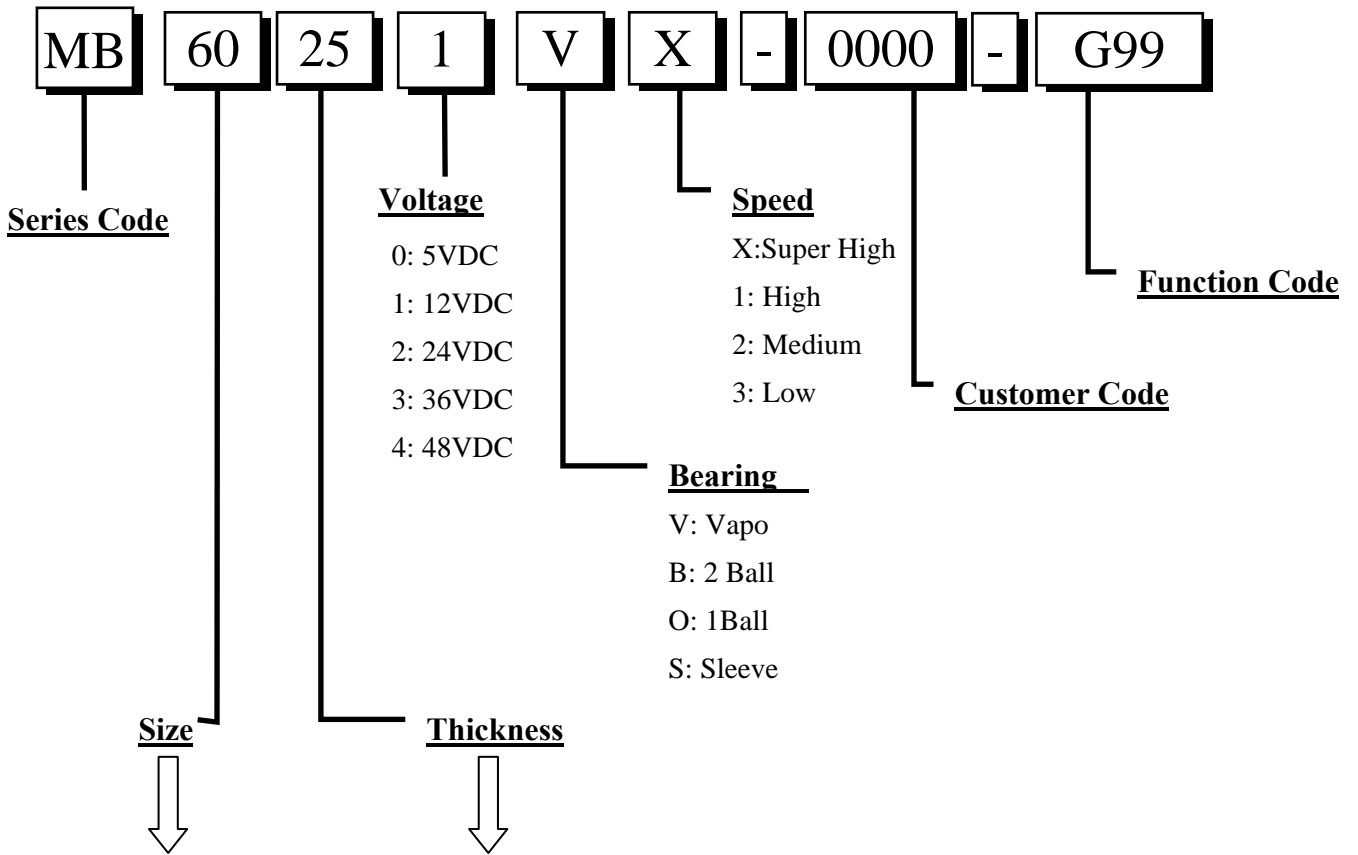 MB 60 25 1 V X - 0000 - G99
Series Code
Voltage
0: 5VDC
1: 12VDC
2: 24VDC
3: 36VDC
4: 48VDC
Speed
X:Super High
1: High
2: Medium
3: Low
Function Code
Customer Code
Bearing
V: Vapo
B: 2 Ball
O: 1Ball
S: Sleeve
Size
Thickness